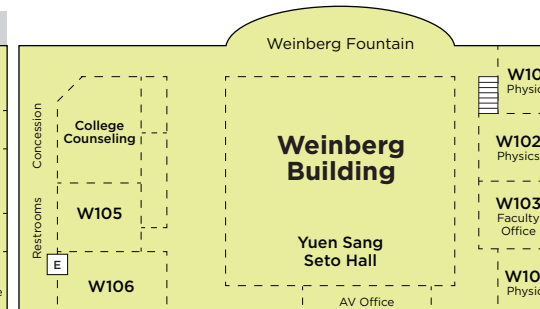 Weinberg Fountain
Concession
College
Counseling
Weinberg
Building
W102
Physics
W105
Restrooms
W103
Faculty
Office
Yuen Sang
Seto Hall
E
W106
AV Office